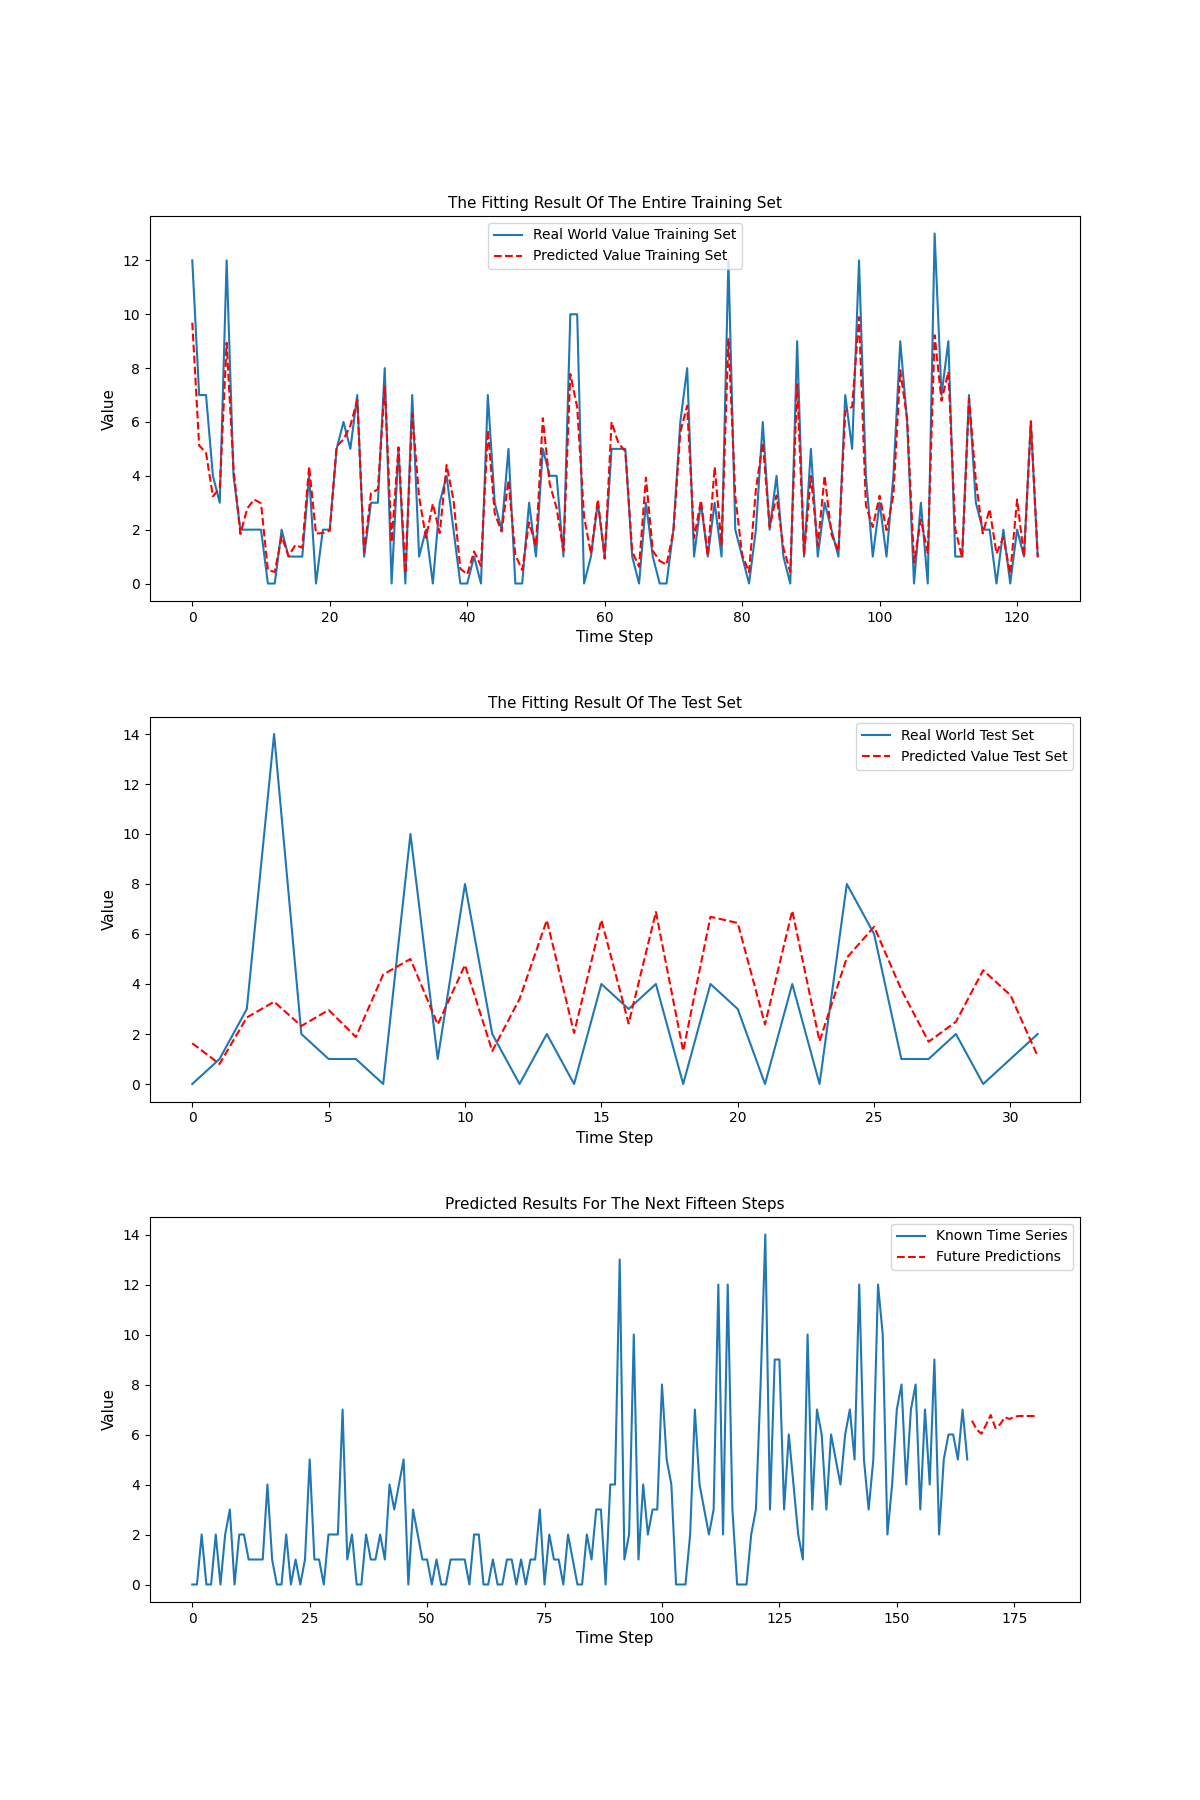 The Fitting Result Of The Entire Training Set
Real World Value Training Set
Predicted Value Training Set
Value
12
10
8
6
4
2
0
0 20 40 60 80 100 120
Time Step
The Fitting Result Of The Test Set
Real World Test Set
Predicted Value Test Set
Value
14
12
10
8
6
4
2
0
0 5 10 15 20 25 30
Time Step
Predicted Results For The Next Fifteen Steps
Known Time Series
Future Predictions
Value
14
12
10
8
6
4
2
0
0 25 50 75 100 125 150 175
Time Step